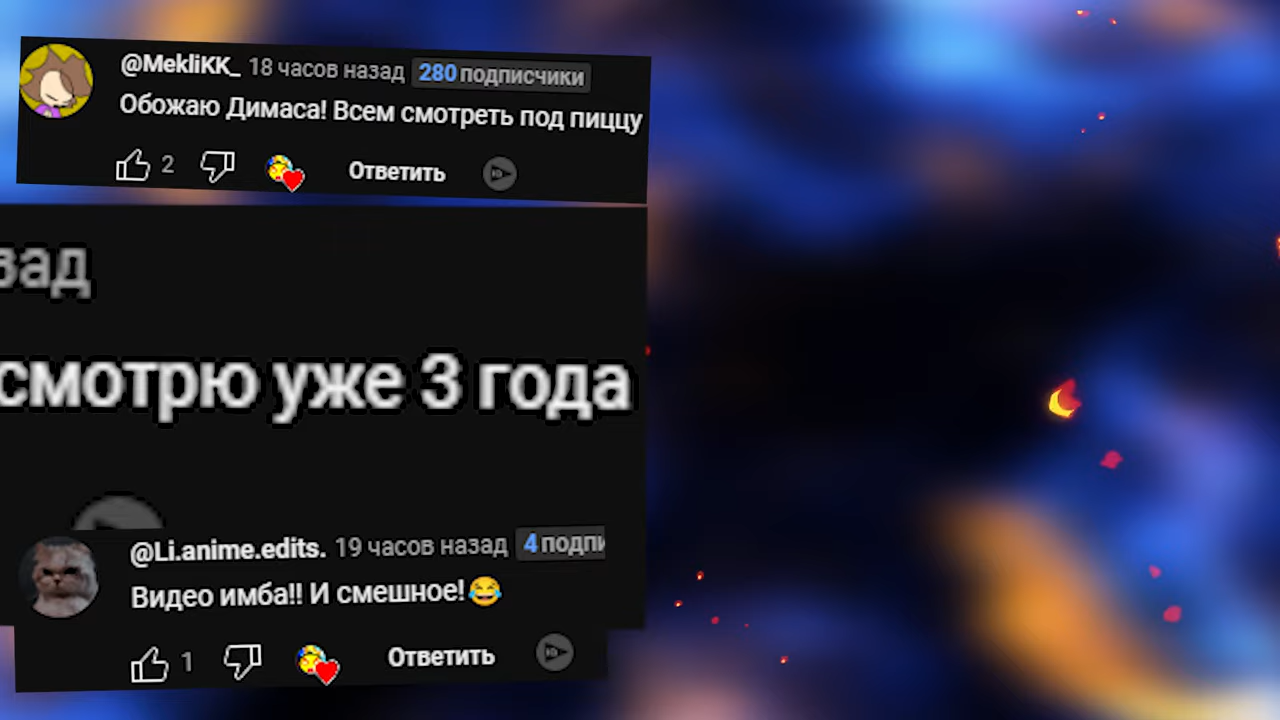 @MekliKK_ 18 часов назад 280 подписчики
Обожаю Димаса! Всем смотреть под пиццу
2 Ответить
зад
смотрю уже 3 года
@Li.anime.edits. 19 часов назад 4 подпи
Видео имба!! И смешное!😂
1 Ответить